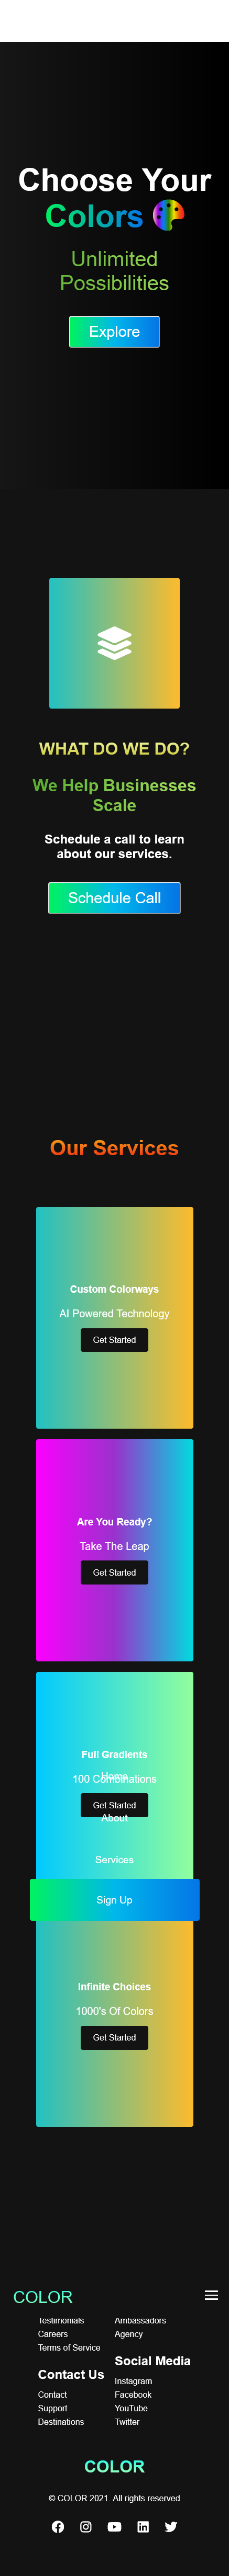 Choose Your
Colors
Unlimited
Possibilities
Explore
WHAT DO WE DO?
We Help Businesses
Scale
Schedule a call to learn
about our services.
Schedule Call
Our Services
Custom Colorways
AI Powered Technology
Get Started
Are You Ready?
Take The Leap
Get Started
Full Gradients
Home
100 Combinations
Get Started
About
Services
Sign Up
Infinite Choices
1000's Of Colors
Get Started
COLOR
Testimonials
Careers
Terms of Service
Ambassadors
Agency
Contact Us
Contact
Support
Destinations
Social Media
Instagram
Facebook
YouTube
Twitter
COLOR
© COLOR 2021. All rights reserved